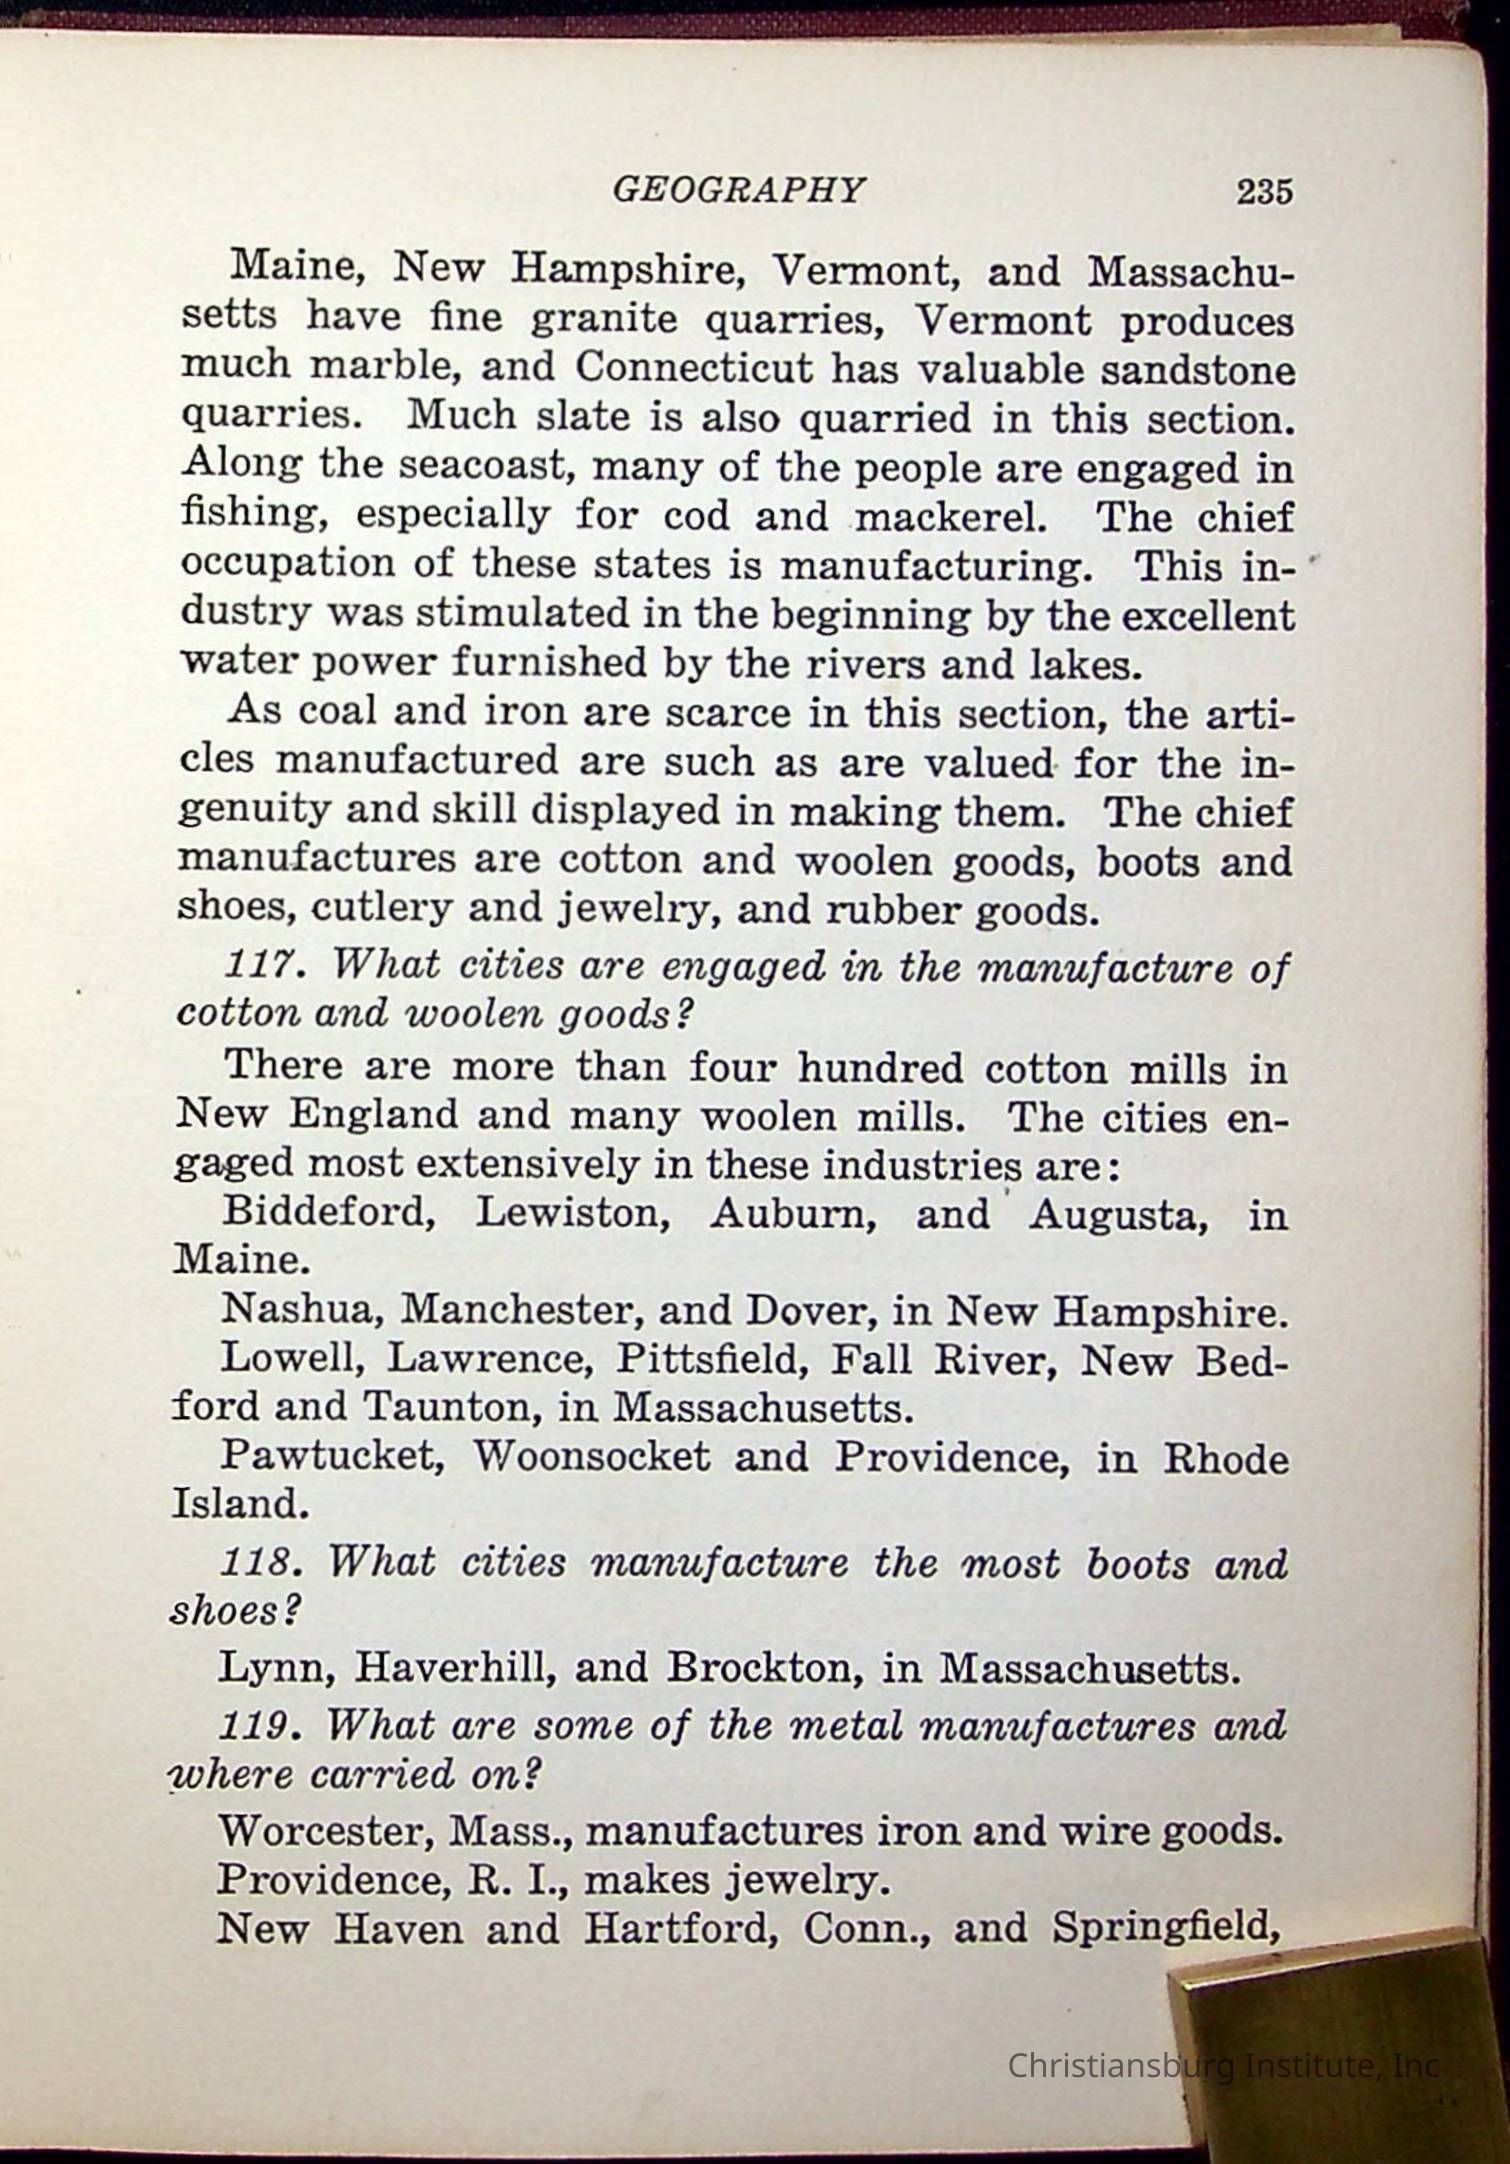 GEOGRAPHY 235
Maine, New Hampshire, Vermont, and Massachu-
setts have fine granite quarries, Vermont produces
much marble, and Connecticut has valuable sandstone
quarries. Much slate is also quarried in this section.
Along the seacoast, many of the people are engaged in
fishing, especially for cod and mackerel. The chief
occupation of these states is manufacturing. This in-
dustry was stimulated in the beginning by the excellent
water power furnished by the rivers and lakes.
As coal and iron are scarce in this section, the arti-
cles manufactured are such as are valued for the in-
genuity and skill displayed in making them. The chief
manufactures are cotton and woolen goods, boots and
shoes, cutlery and jewelry, and rubber goods.
117. What cities are engaged in the manufacture of
cotton and woolen goods?
There are more than four hundred cotton mills in
New England and many woolen mills. The cities en-
gaged most extensively in these industries are:
Biddeford, Lewiston, Auburn, and Augusta, in
Maine.
Nashua, Manchester, and Dover, in New Hampshire.
Lowell, Lawrence, Pittsfield, Fall River, New Bed-
ford and Taunton, in Massachusetts.
Pawtucket, Woonsocket and Providence, in Rhode
Island.
118. What cities manufacture the most boots and
shoes?
Lynn, Haverhill, and Brockton, in Massachusetts.
119. What are some of the metal manufactures and
where carried on?
Worcester, Mass., manufactures iron and wire goods.
Providence, R. I., makes jewelry.
New Haven and Hartford, Conn., and Springfield,
Christiansburg Institute, Inc